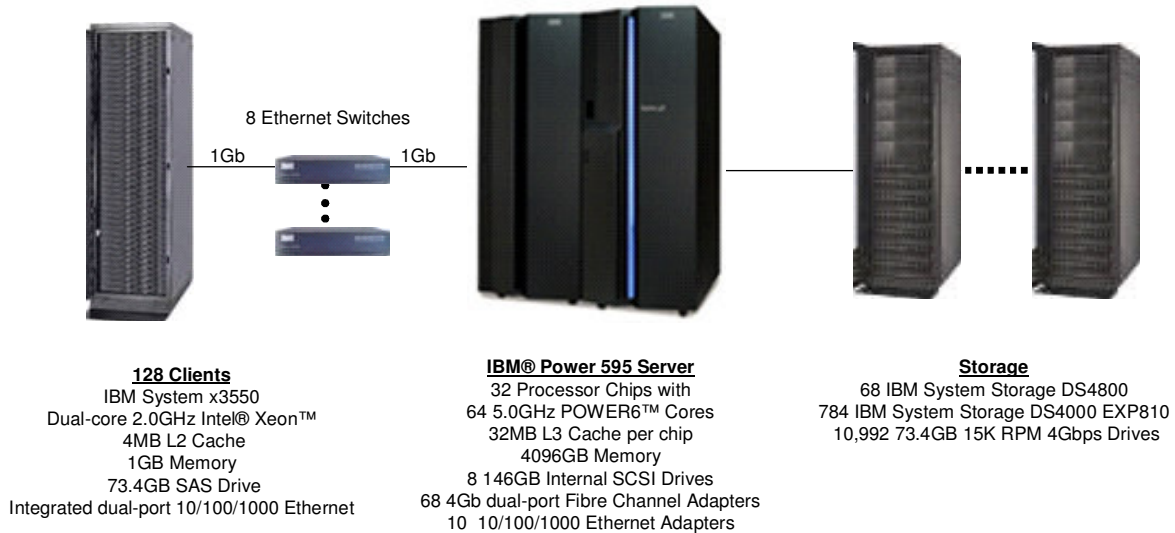 8 Ethernet Switches
1Gb
1Gb
128 Clients
IBM System x3550
Dual-core 2.0GHz Intel® Xeon™
4MB L2 Cache
1GB Memory
73.4GB SAS Drive
Integrated dual-port 10/100/1000 Ethernet
IBM® Power 595 Server
32 Processor Chips with
64 5.0GHz POWER6™ Cores
32MB L3 Cache per chip
4096GB Memory
8 146GB Internal SCSI Drives
68 4Gb dual-port Fibre Channel Adapters
10 10/100/1000 Ethernet Adapters
Storage
68 IBM System Storage DS4800
784 IBM System Storage DS4000 EXP810
10,992 73.4GB 15K RPM 4Gbps Drives